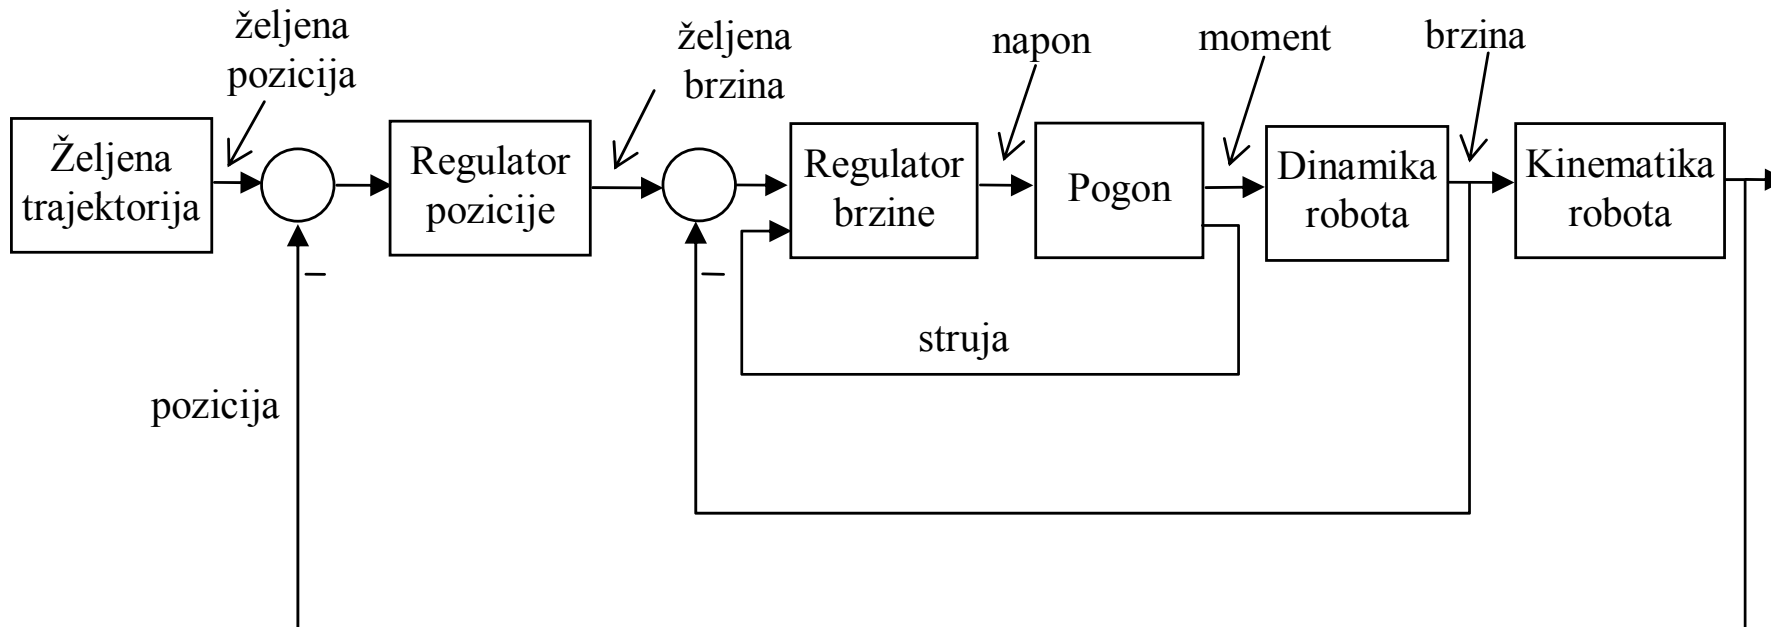 željena
pozicija
željena
brzina
napon
moment
brzina
Željena
trajektorija
Regulator
pozicije
Regulator
brzine
Pogon
Dinamika
robota
Kinematika
robota
–
–
struja
pozicija